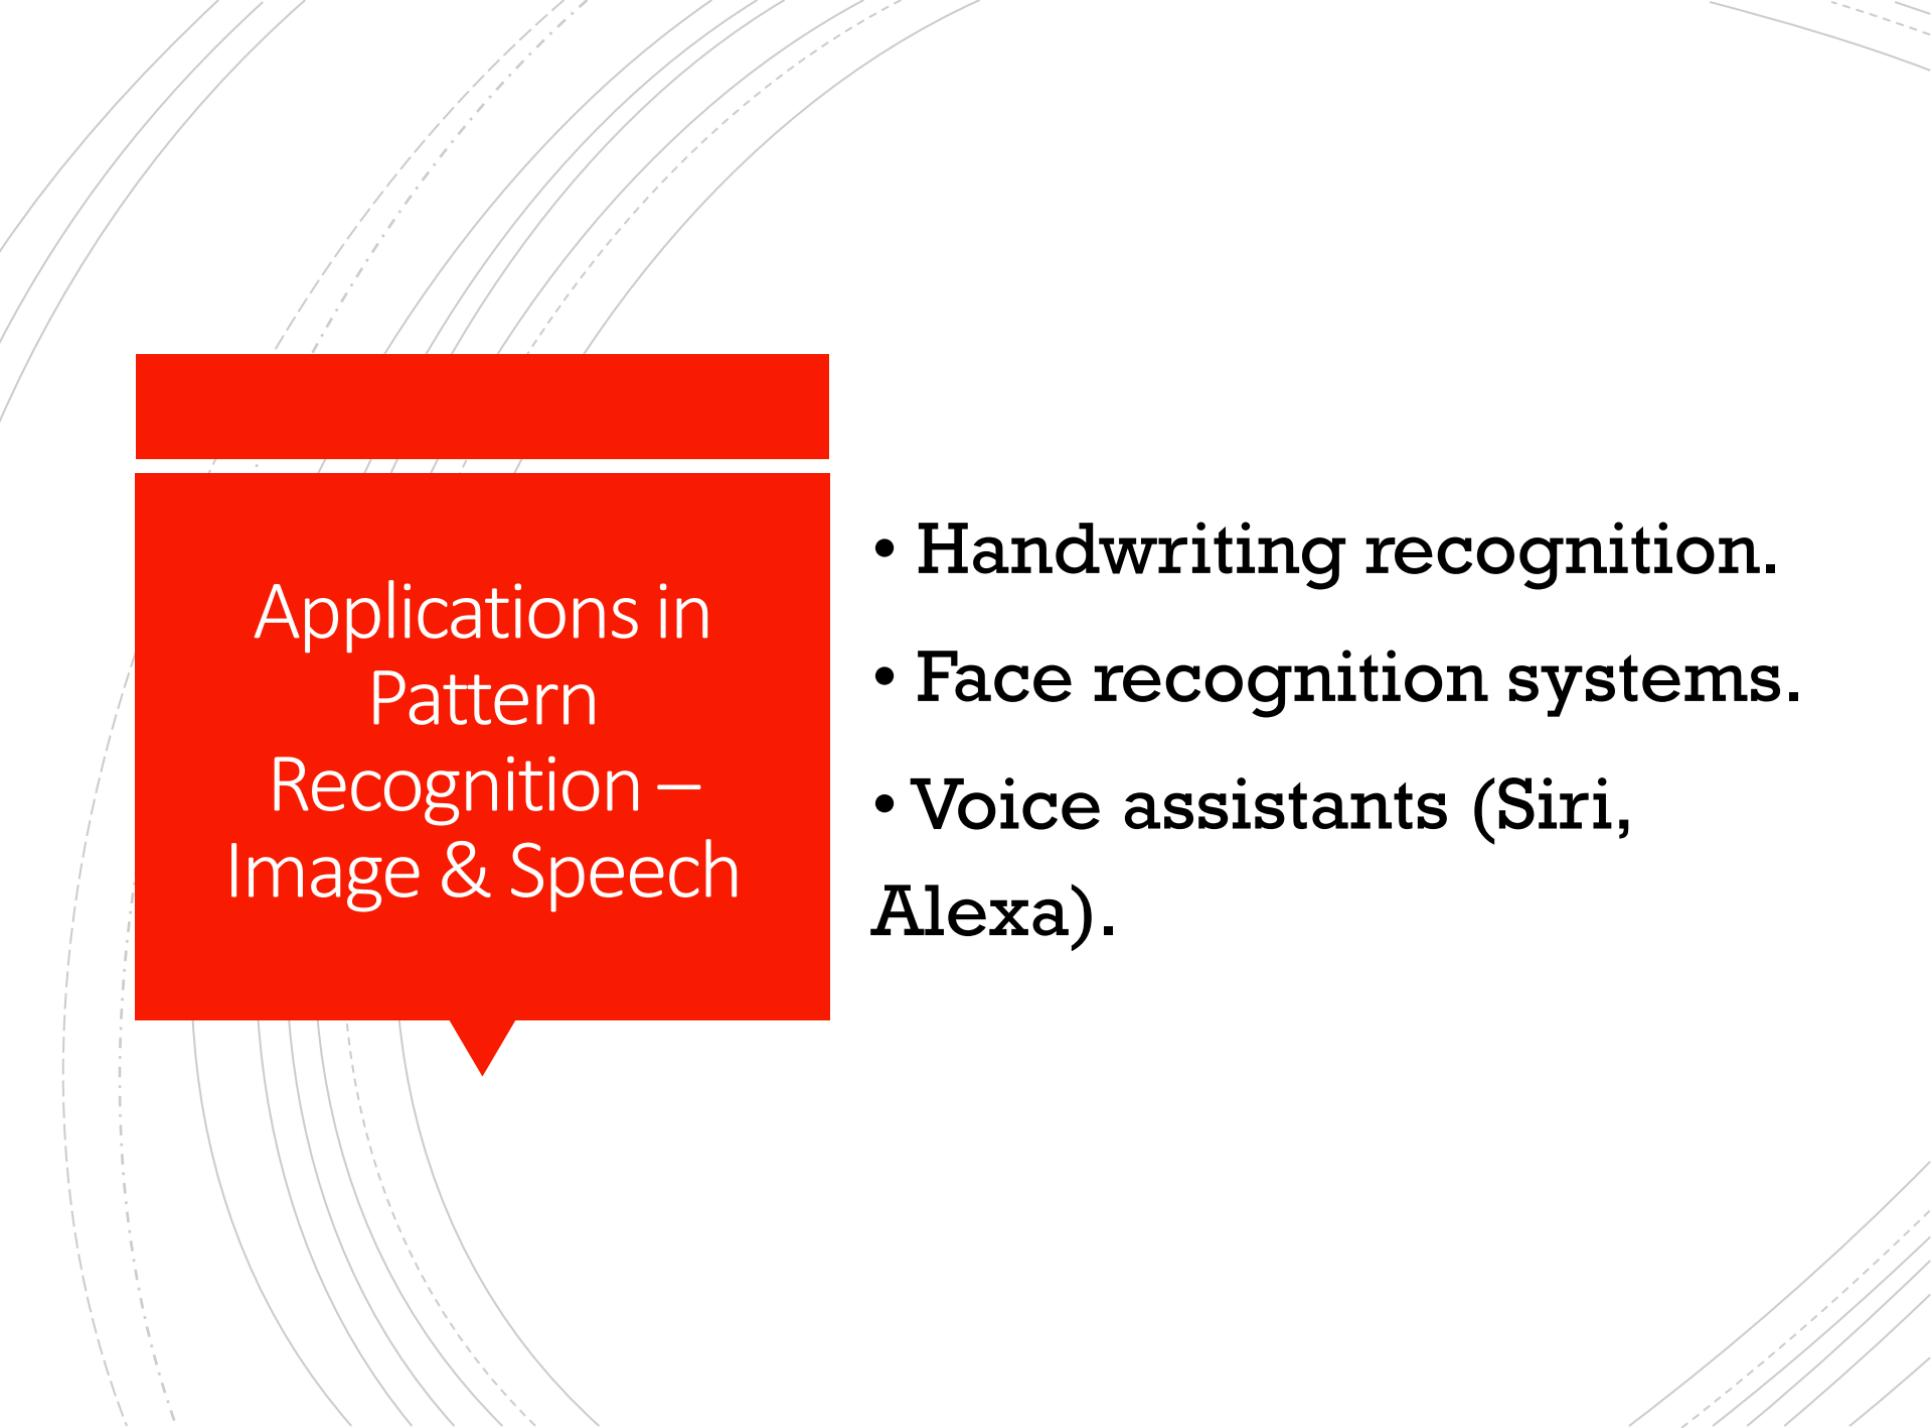 Applications in
Pattern
Recognition –
Image & Speech
• Handwriting recognition.
• Face recognition systems.
• Voice assistants (Siri,
Alexa).